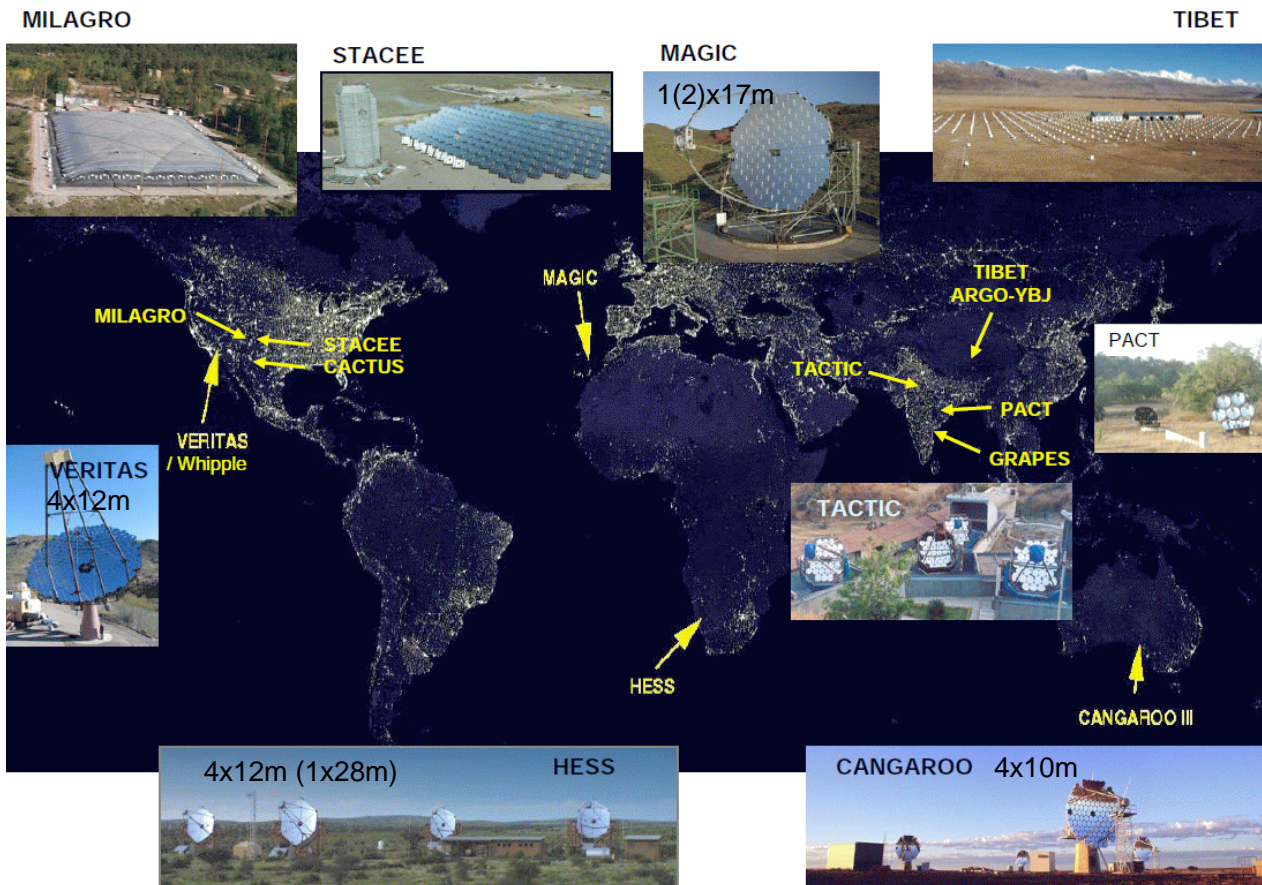 MILAGRO
STACEE
MAGIC
TIBET
1(2)x17m
MAGIC
TIBET
ARGO-YBJ
MILAGRO
STACEE
CACTUS
TACTIC
PACT
PACT
GRAPES
VERITAS
/ Whipple
VERITAS
4x12m
TACTIC
HESS
CANGAROO III
4x12m (1x28m)
HESS
CANGAROO
4x10m